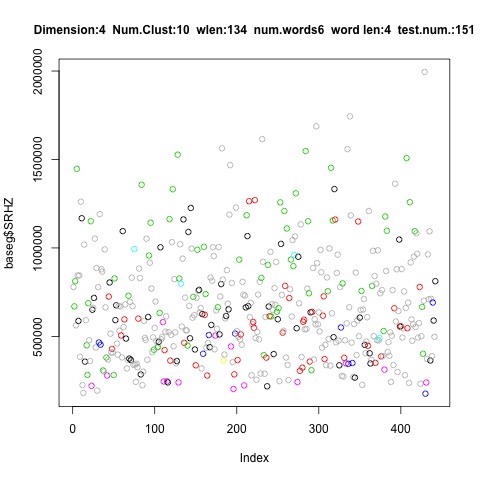 Dimension:4 Num.Clust:10 wlen:134 num.words6 word len:4 test.num.:151
2000000
1500000
1000000
500000
baseg$SRHZ
0 100 200 300 400
Index